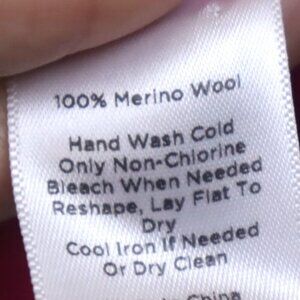 100% Merino Wool
Hand Wash Cold
Only Non-Chlorine
Bleach When Needed
Reshape, Lay Flat To
Dry
Cool Iron If Needed
Or Dry Clean
China